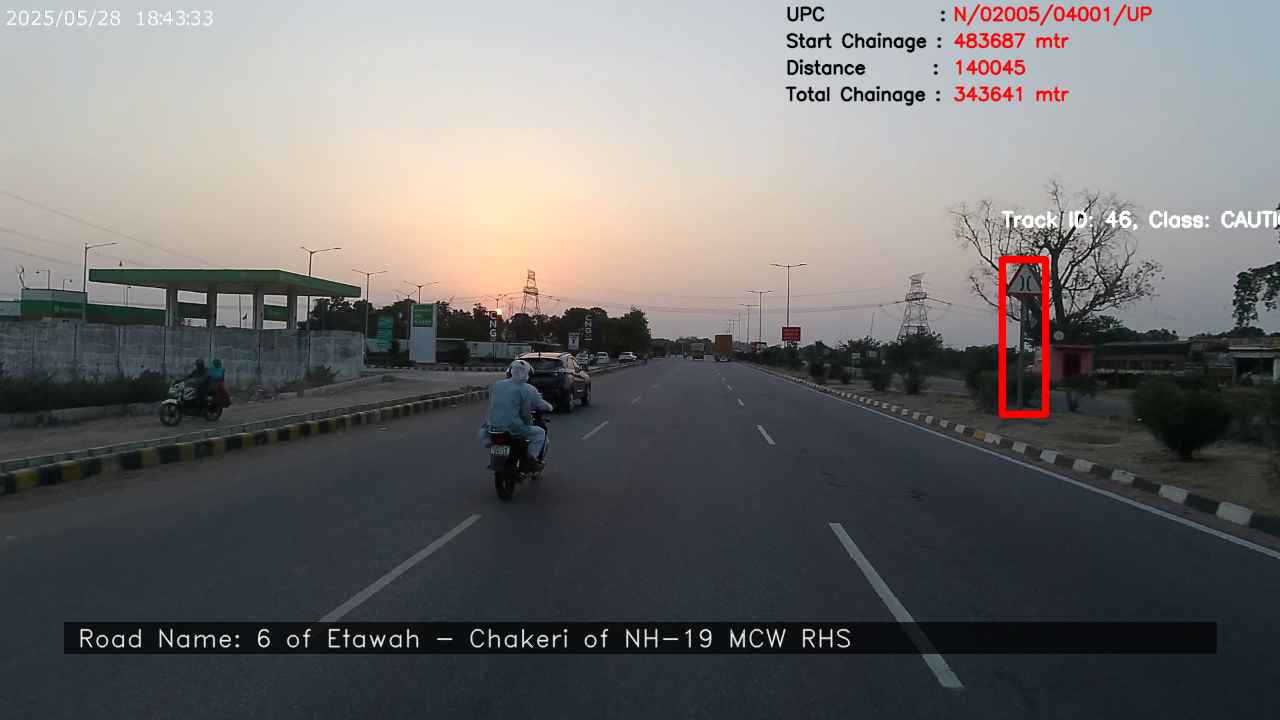 2025/05/28 18:43:33
UPC : N/02005/04001/UP
Start Chainage : 483687 mtr
Distance : 140045
Total Chainage : 343641 mtr
Track ID: 46, Class: CAUTI
CNG
Road Name: 6 of Etawah - Chakeri of NH-19 MCW RHS